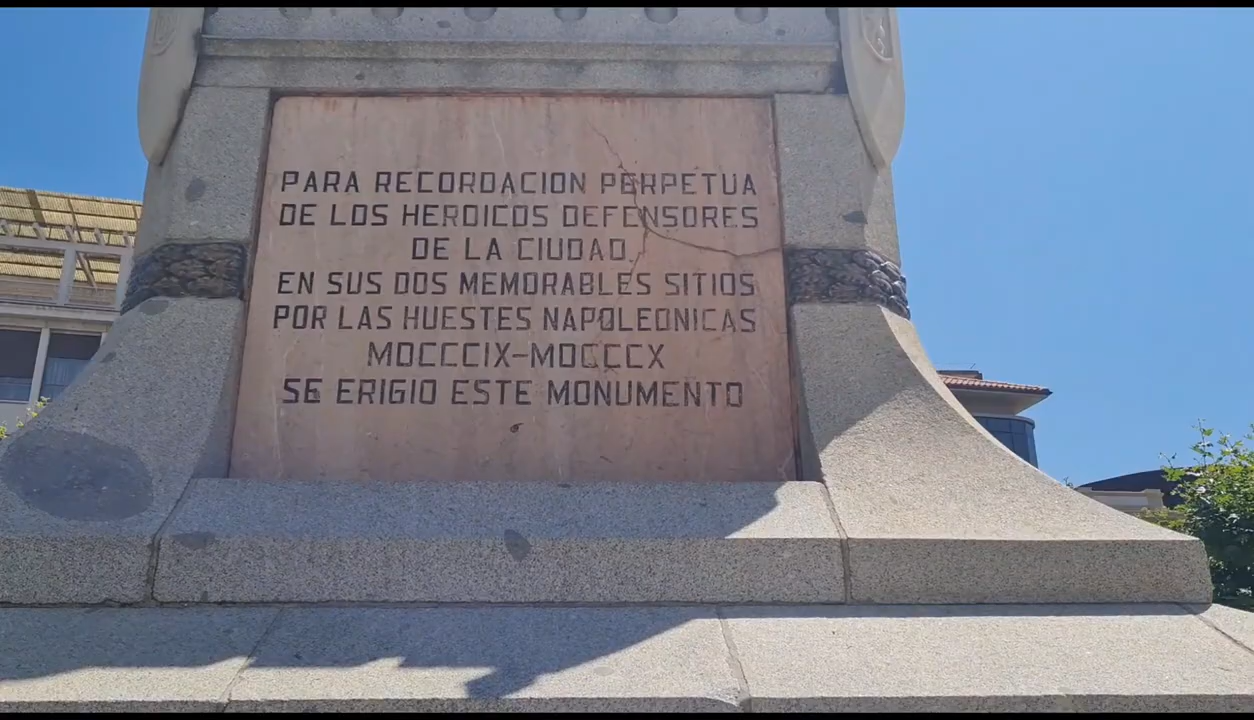 PARA RECORDACION PERPETUA
DE LOS HEROICOS DEFENSORES
DE LA CIUDAD,
EN SUS DOS MEMORABLES SITIOS
POR LAS HUESTES NAPOLEONICAS
MDCCCIX-MDCCCX
SE ERIGIO ESTE MONUMENTO